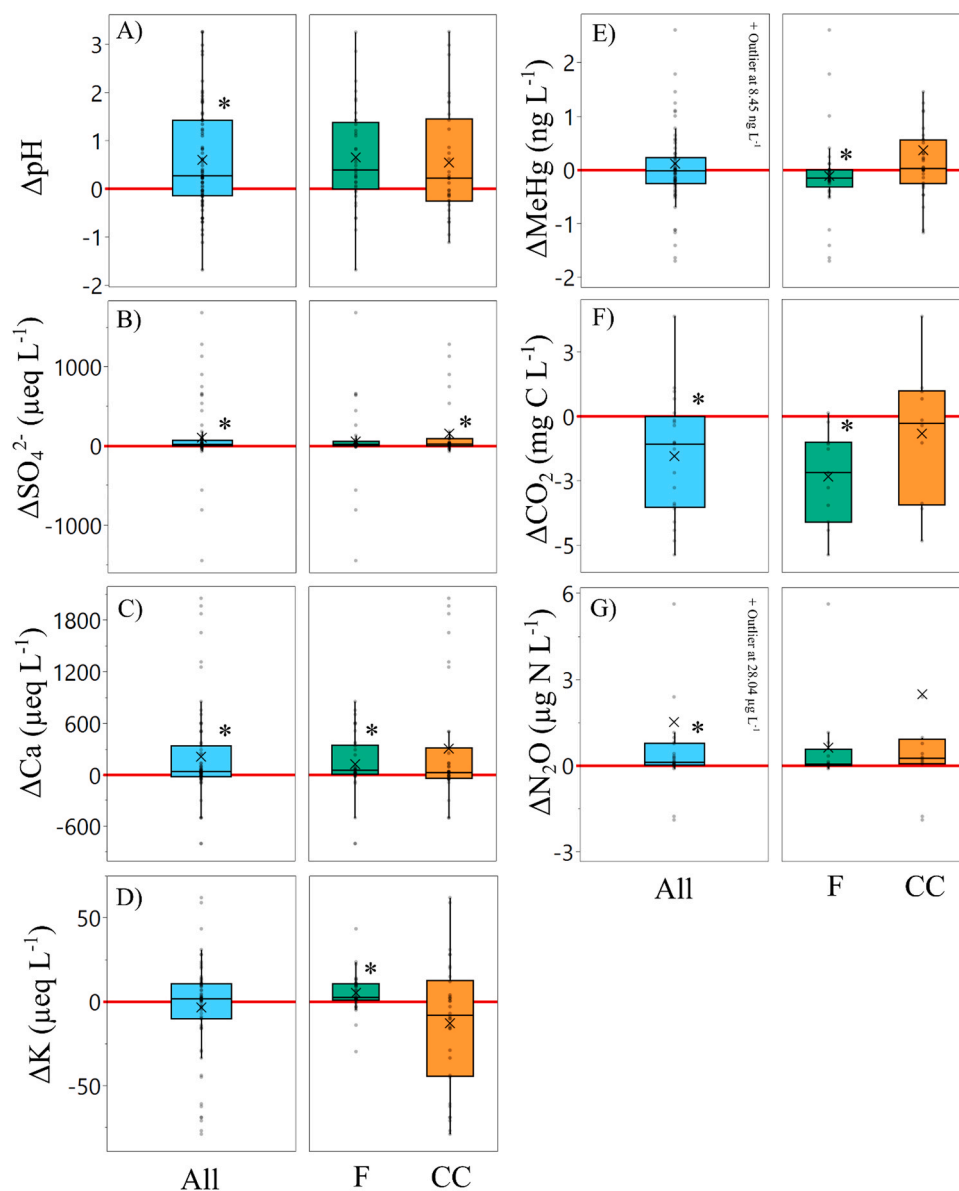 A)
ΔpH
3
2
1
0
-1
-2
*
B)
ΔSO₄²⁻ (µeq L⁻¹)
1000
0
-1000
*
*
C)
ΔCa (µeq L⁻¹)
1800
1200
600
0
-600
*
*
D)
ΔK (µeq L⁻¹)
50
0
-50
*
All
F
CC
E)
ΔMeHg (ng L⁻¹)
2
0
-2
+ Outlier at 8.45 ng L⁻¹
*
F)
ΔCO₂ (mg C L⁻¹)
3
0
-3
-5
*
*
G)
ΔN₂O (µg N L⁻¹)
6
3
0
-3
+ Outlier at 28.04 µg L⁻¹
*
All
F
CC